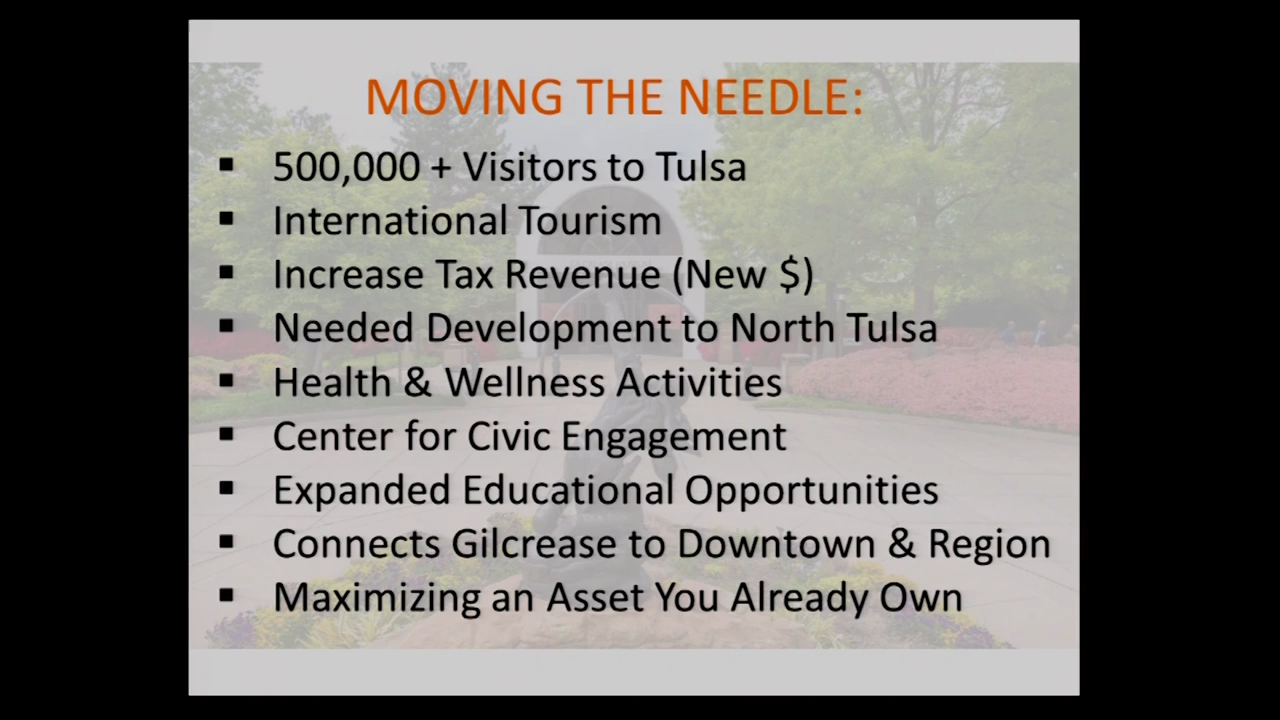 MOVING THE NEEDLE:
▪ 500,000 + Visitors to Tulsa
▪ International Tourism
▪ Increase Tax Revenue (New $)
▪ Needed Development to North Tulsa
▪ Health & Wellness Activities
▪ Center for Civic Engagement
▪ Expanded Educational Opportunities
▪ Connects Gilcrease to Downtown & Region
▪ Maximizing an Asset You Already Own